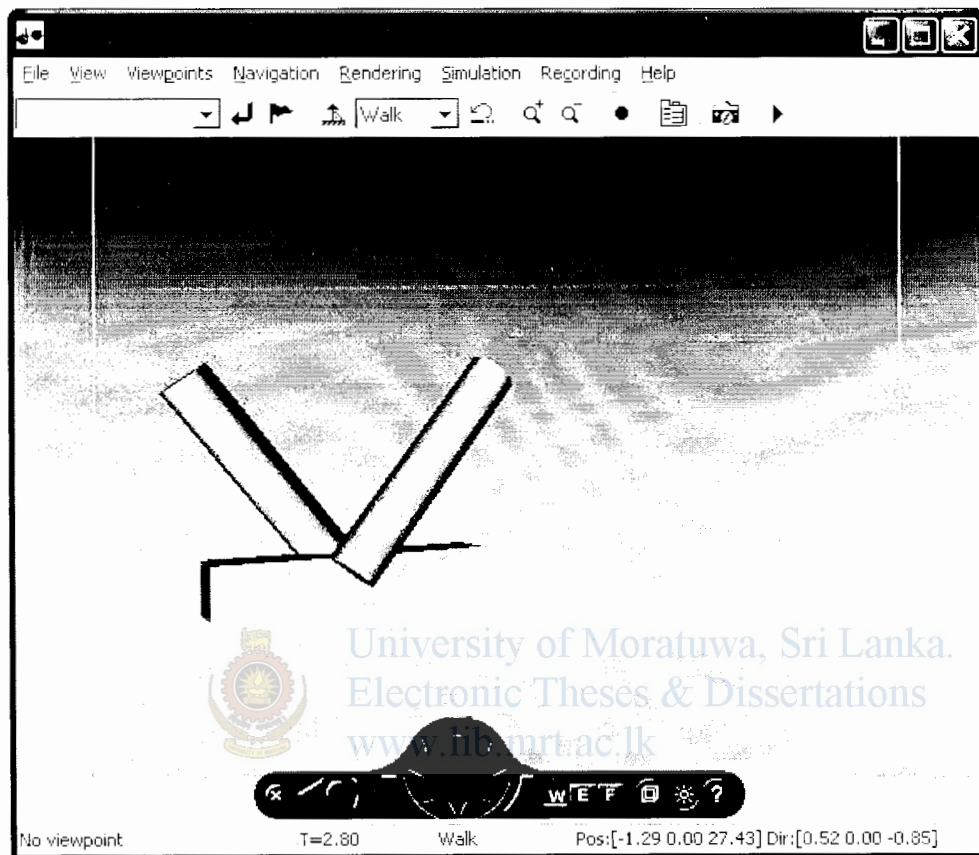 File View Viewpoints Navigation Rendering Simulation Recording Help
Walk
University of Moratuwa, Sri Lanka.
Electronic Theses & Dissertations
www.lib.mrt.ac.lk
W E F ?
No viewpoint T=2.80 Walk Pos:[-1.29 0.00 27.43] Dir:[0.52 0.00 -0.85]